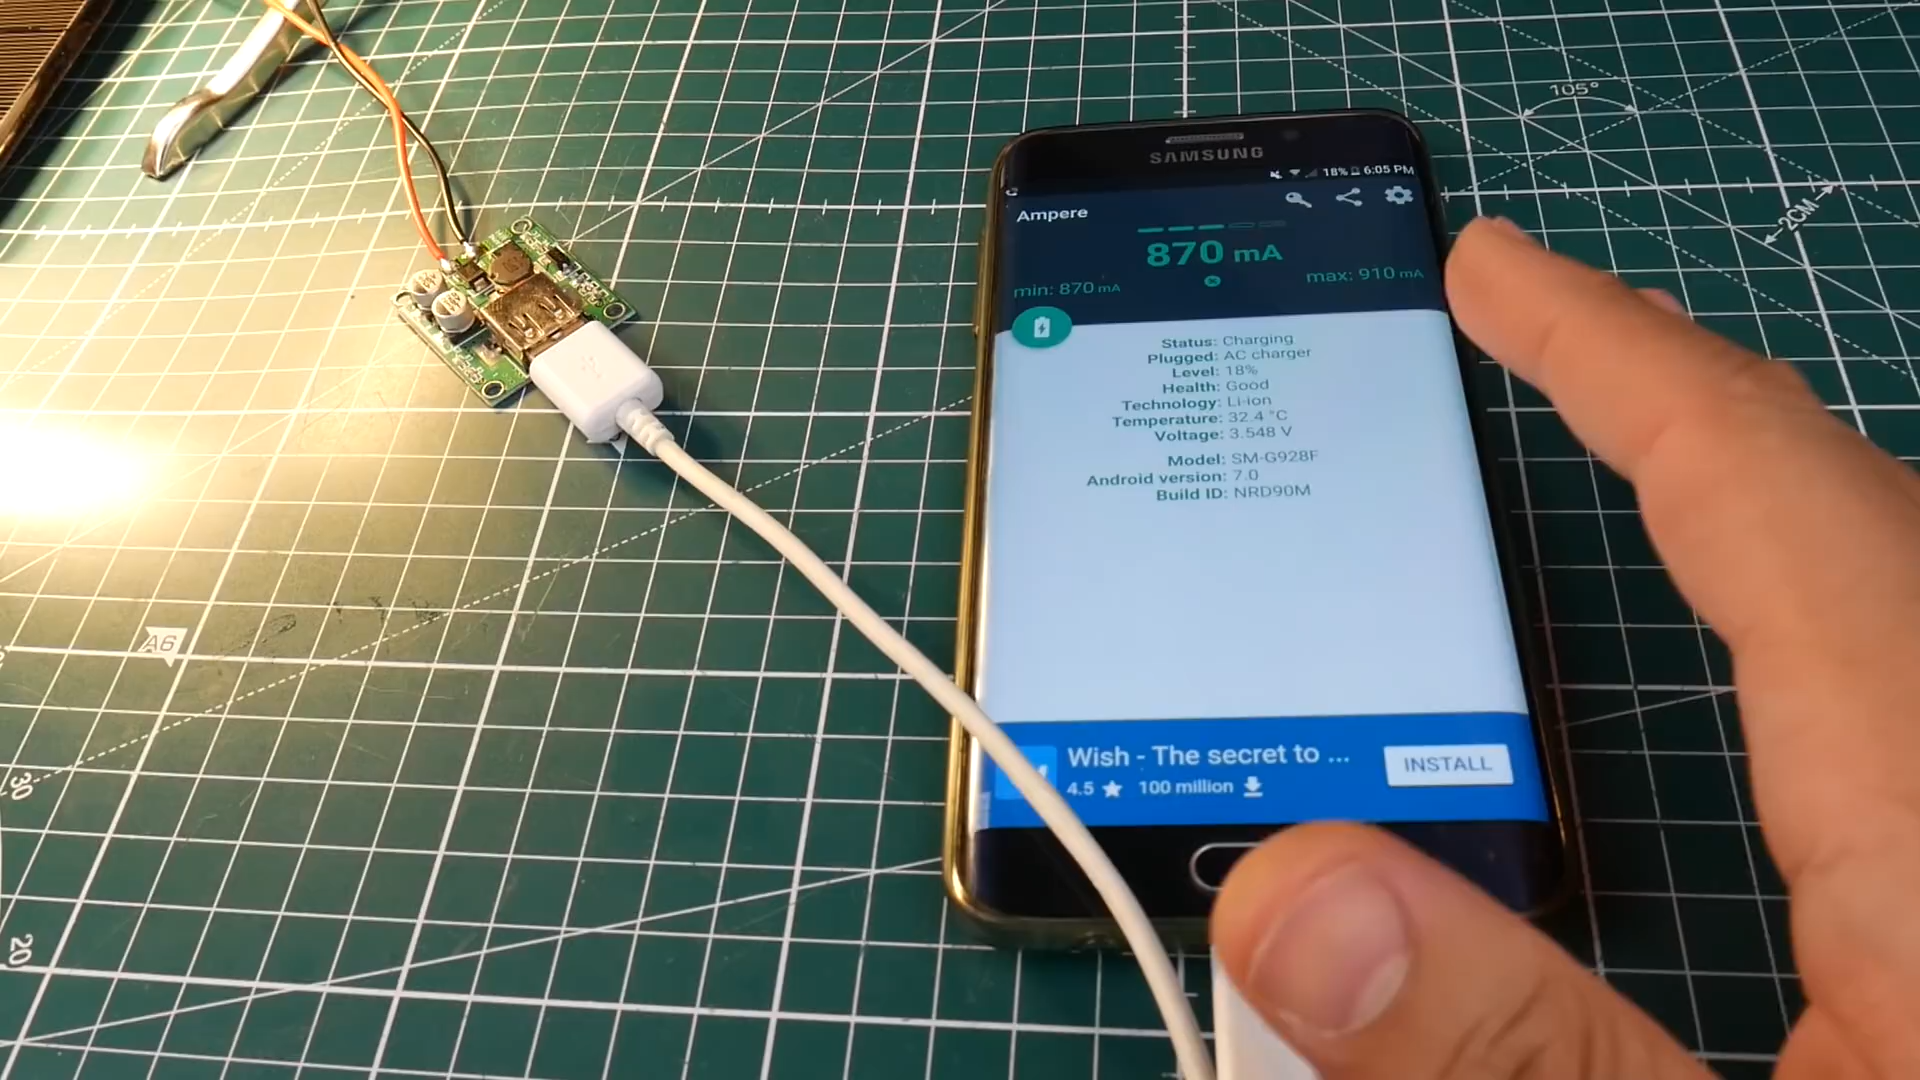 105°
2CM
SAMSUNG
18% 6:05 PM
Ampere
870 mA
min: 870 mA
max: 910 mA
Status: Charging
Plugged: AC charger
Level: 18%
Health: Good
Technology: Li-ion
Temperature: 32.4 °C
Voltage: 3.548 V
Model: SM-G928F
Android version: 7.0
Build ID: NRD90M
A6
Wish - The secret to ...
4.5 ★ 100 million
INSTALL
30
20